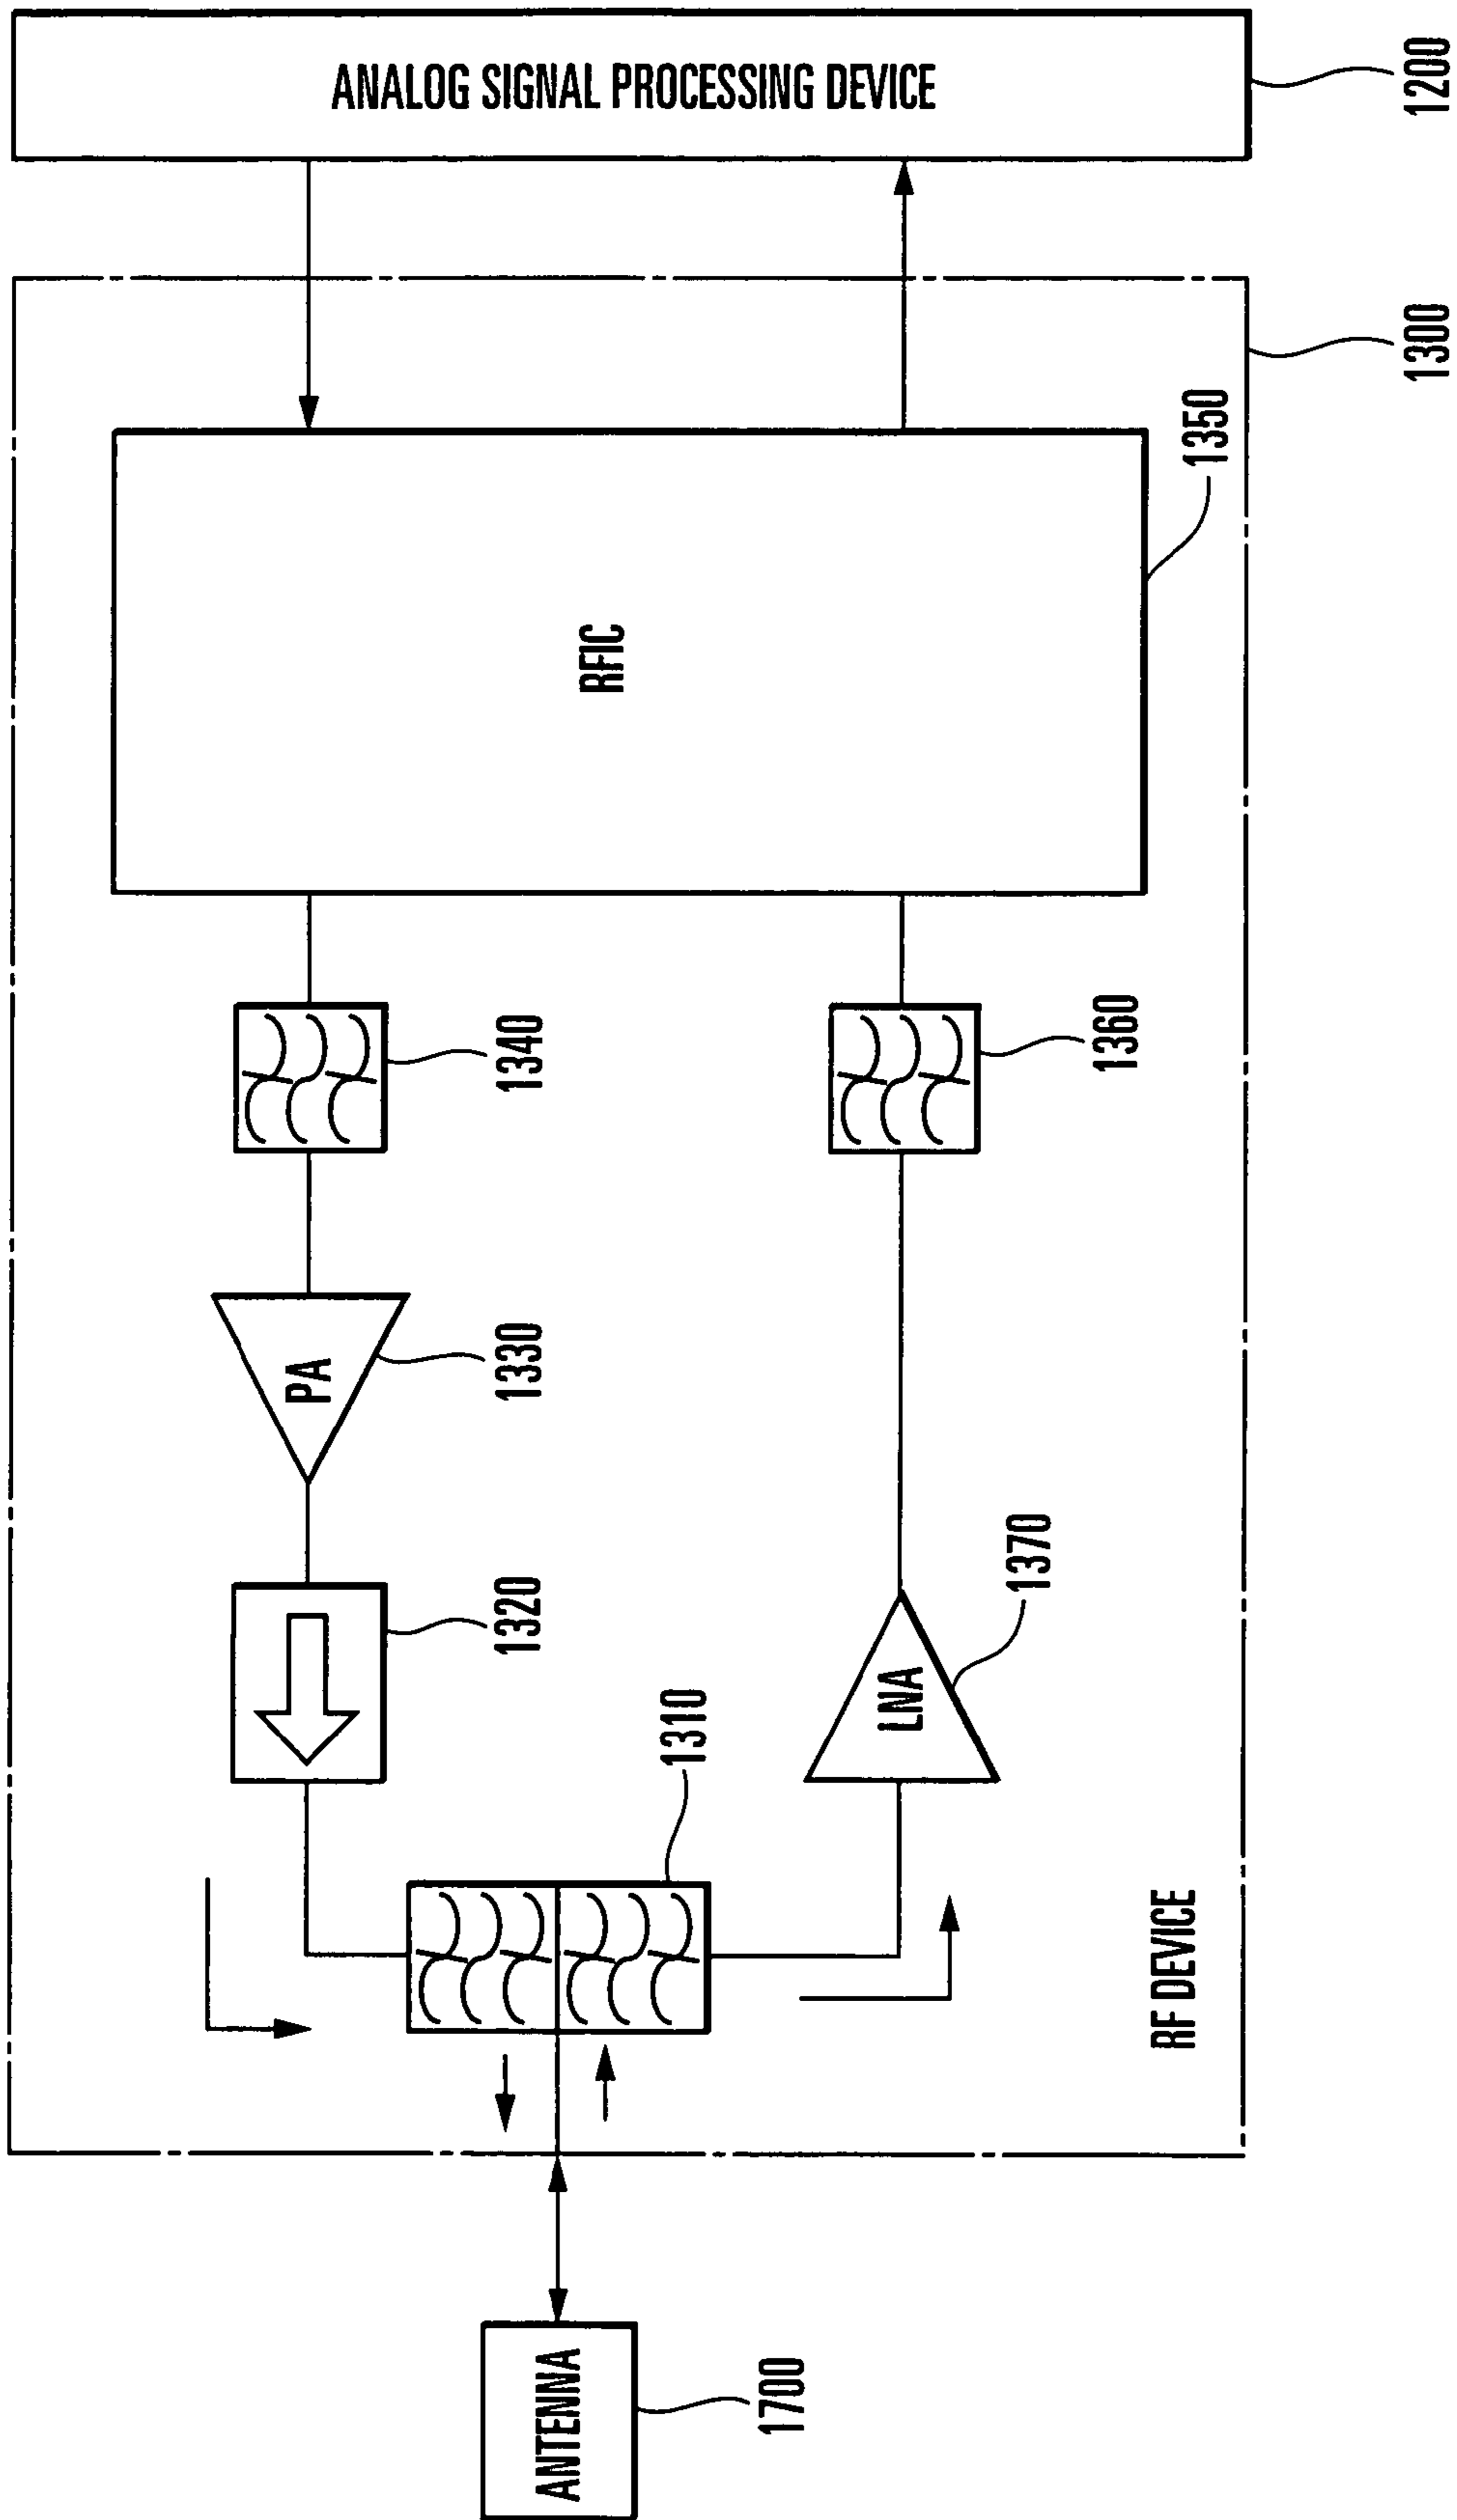 ANALOG SIGNAL PROCESSING DEVICE
1200
1300
1350
RFIC
1340
1360
PA
1330
1320
1370
LNA
1310
RF DEVICE
ANTENNA
1700